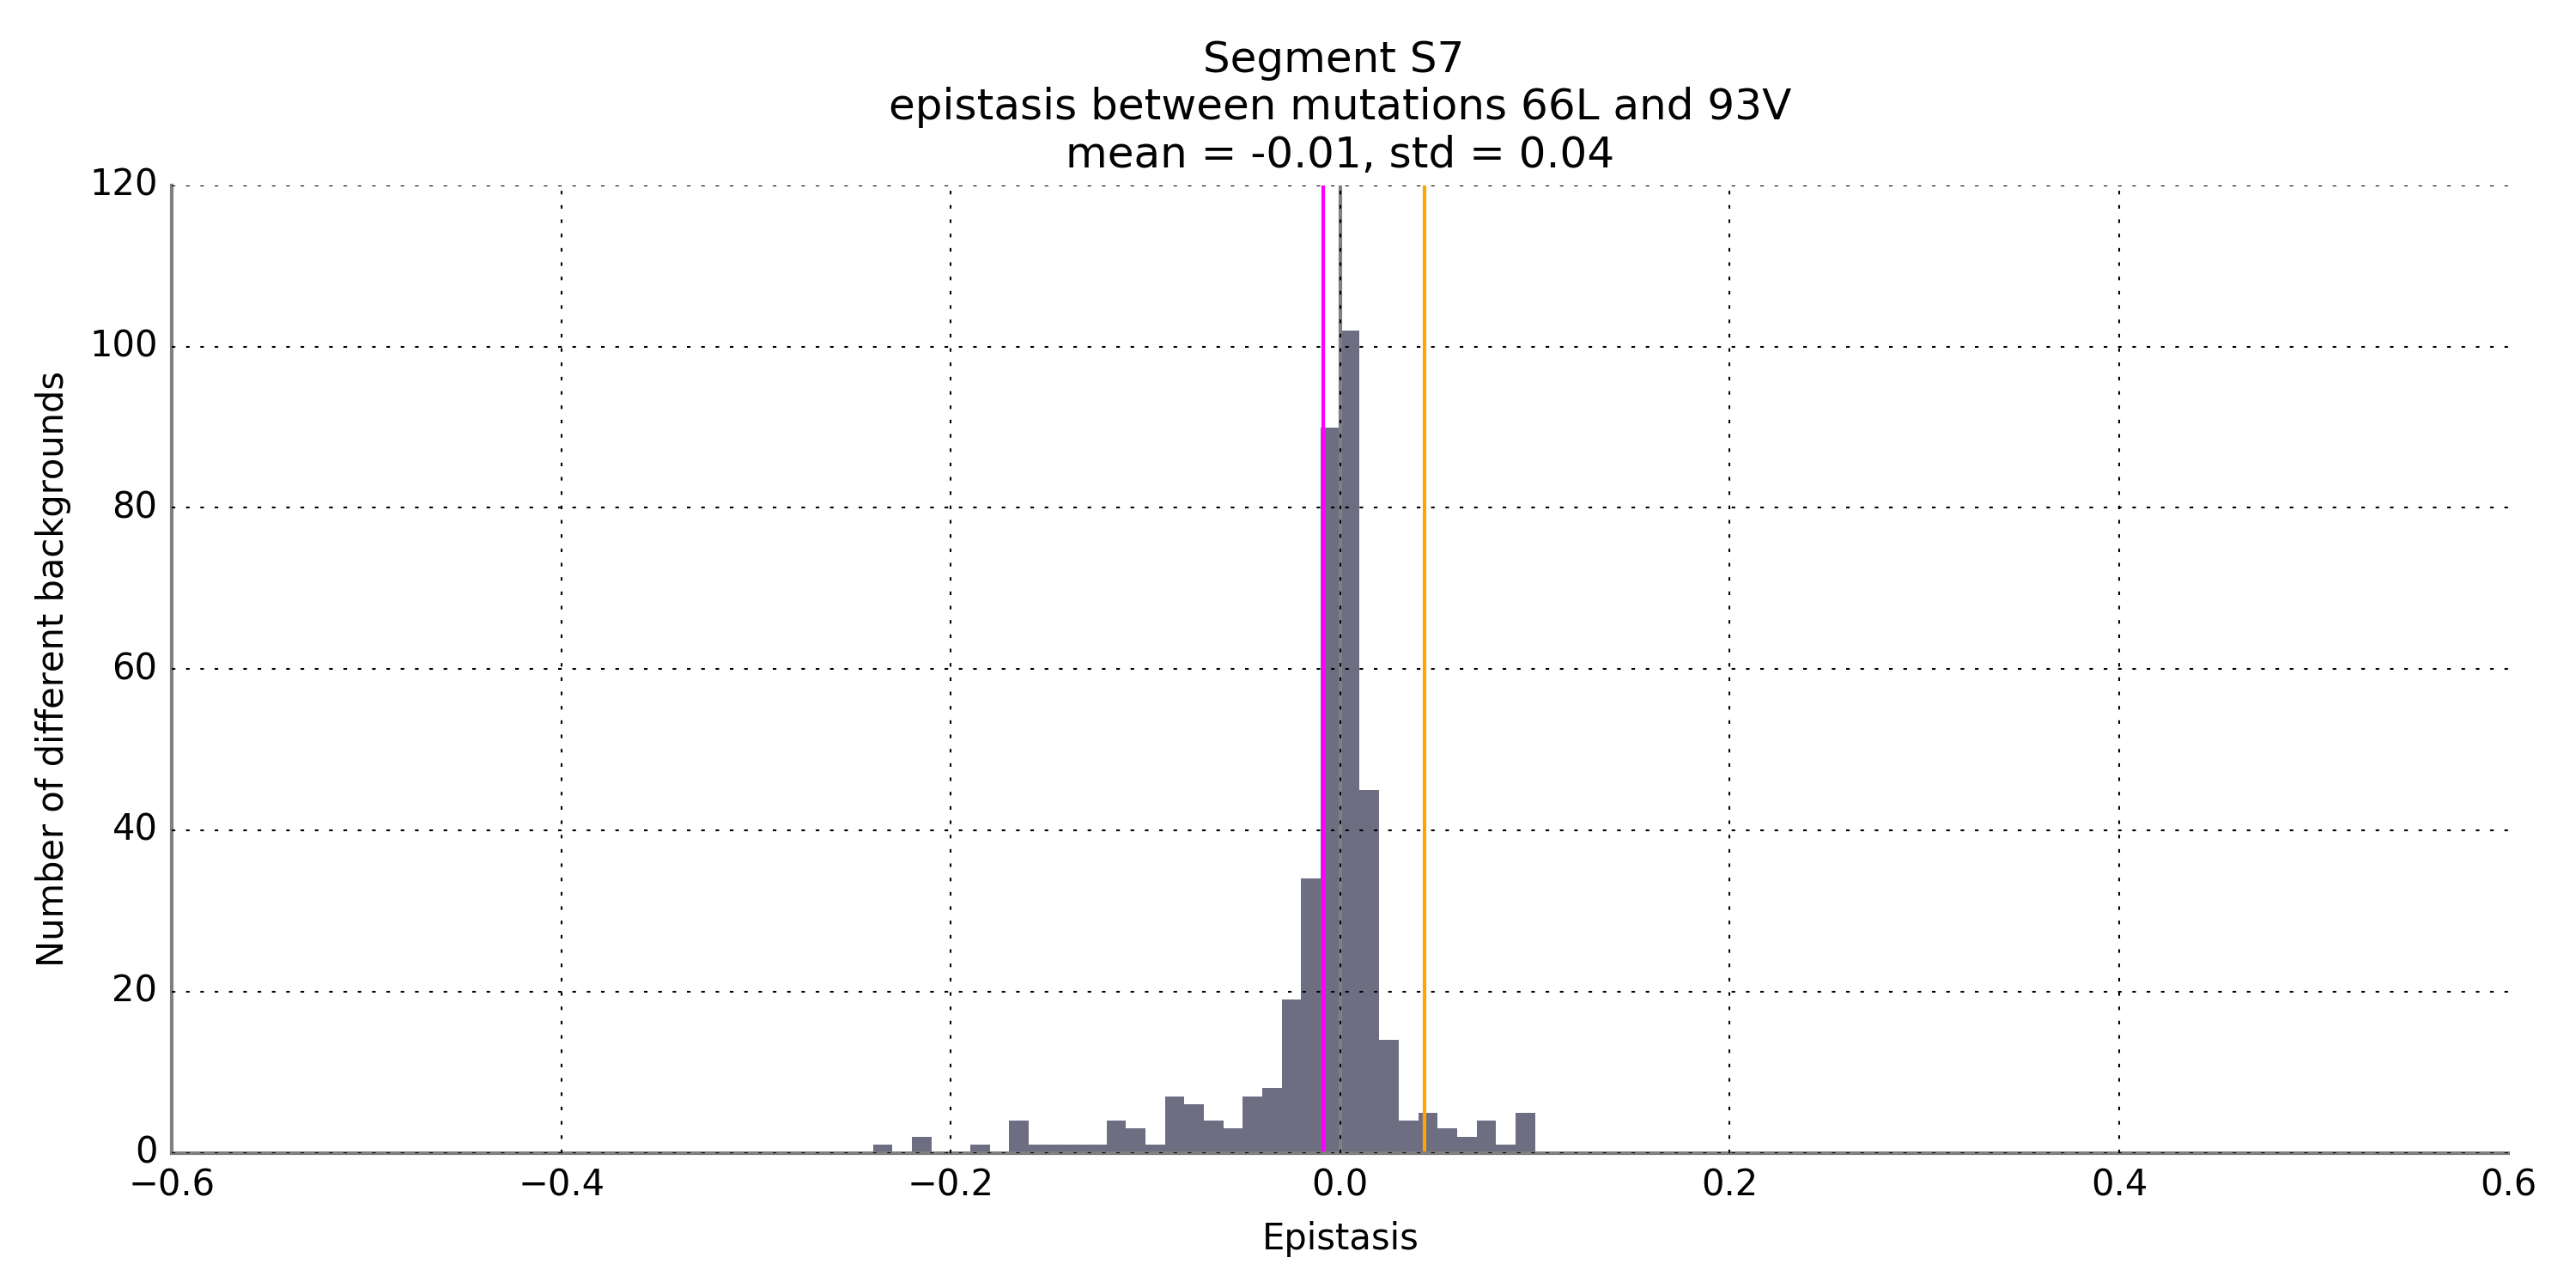 Segment S7
epistasis between mutations 66L and 93V
mean = -0.01, std = 0.04
120
100
80
60
40
20
0
Number of different backgrounds
−0.6 −0.4 −0.2 0.0 0.2 0.4 0.6
Epistasis